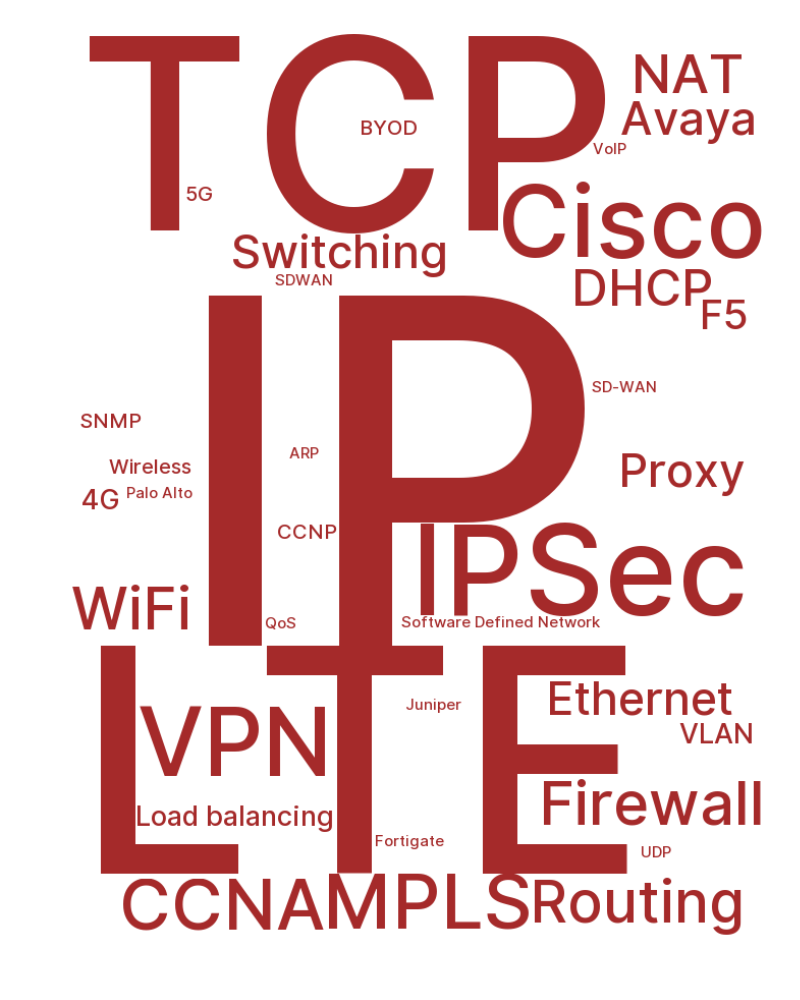 TCP
NAT
Avaya
BYOD
VoIP
5G
Cisco
Switching
SDWAN
DHCP
F5
IP
SD-WAN
SNMP
ARP
Wireless
Proxy
4G
Palo Alto
CCNP
IPSec
WiFi
QoS
Software Defined Network
LTE
VPN
Juniper
Ethernet
VLAN
Load balancing
Firewall
Fortigate
UDP
CCNA
MPLS
Routing